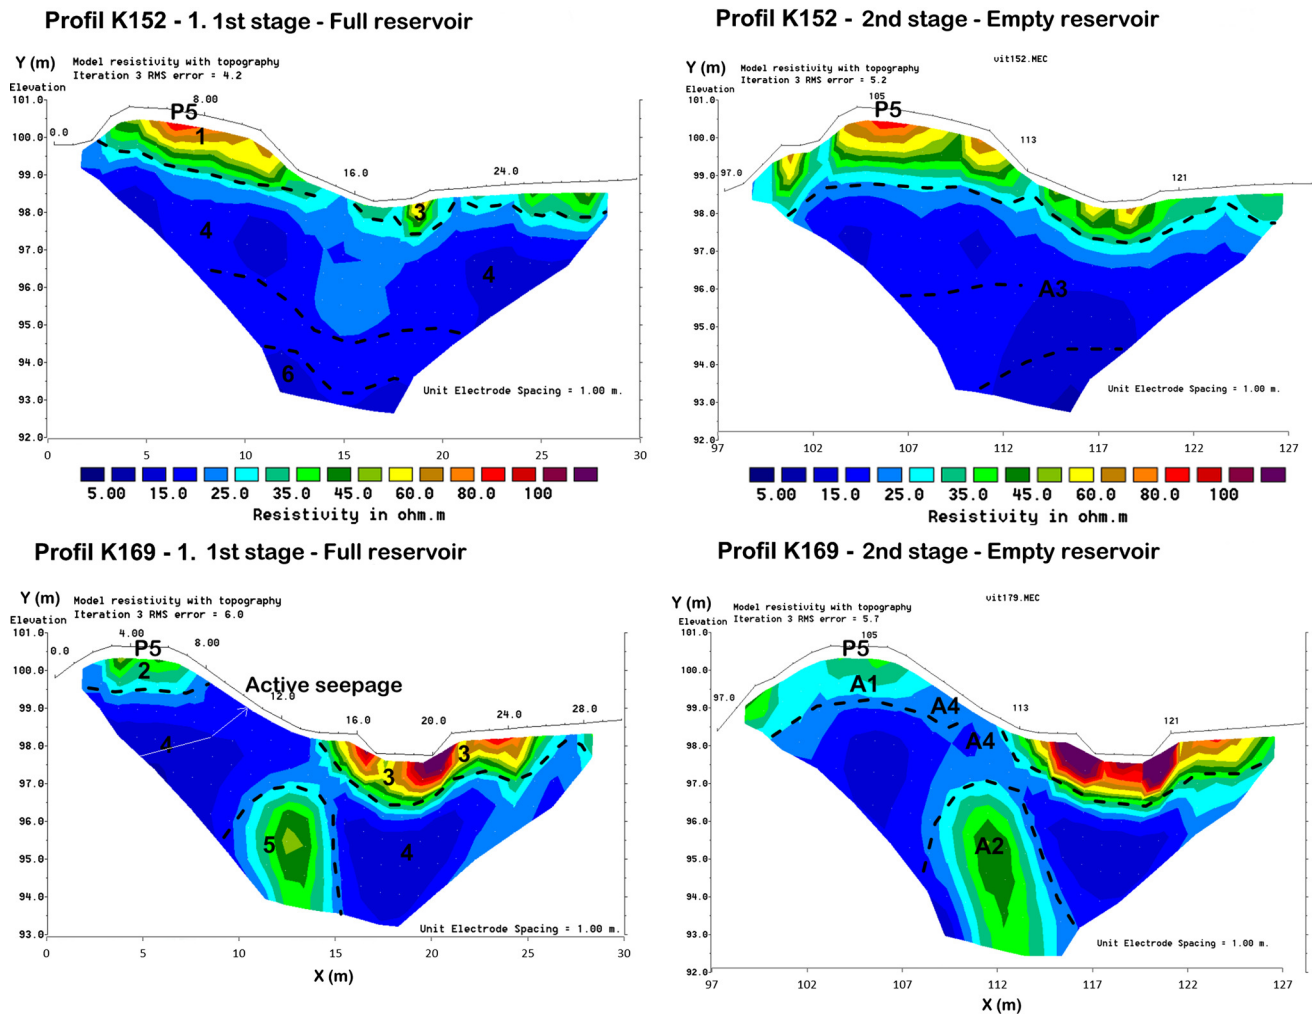 Profil K152 - 1. 1st stage - Full reservoir
Y (m)
Model resistivity with topography
Iteration 3 RMS error = 4.2
Elevation
8.00
101.0
P5
0.0
1
100.0
99.0
16.0
24.0
98.0
3
4
97.0
4
96.0
95.0
94.0
6
Unit Electrode Spacing = 1.00 m.
93.0
92.0
0
5
10
15
20
25
30
5.00 15.0 25.0 35.0 45.0 60.0 80.0 100
Resistivity in ohm.m
Profil K152 - 2nd stage - Empty reservoir
Y (m)
vit152.MEC
Model resistivity with topography
Iteration 3 RMS error = 5.2
Elevation
105
101.0
P5
100.0
113
97.0
99.0
121
98.0
97.0
96.0
A3
95.0
94.0
Unit Electrode Spacing = 1.00 m.
93.0
92.0
97
102
107
112
117
122
127
5.00 15.0 25.0 35.0 45.0 60.0 80.0 100
Resistivity in ohm.m
Profil K169 - 1. 1st stage - Full reservoir
Y (m)
Model resistivity with topography
Iteration 3 RMS error = 6.0
Elevation
101.0
4.00
8.00
0.0
P5
2
100.0
Active seepage
12.0
99.0
16.0
20.0
24.0
28.0
98.0
4
3
3
97.0
96.0
5
4
95.0
94.0
Unit Electrode Spacing = 1.00 m.
93.0
0
5
10
15
20
25
30
X (m)
Profil K169 - 2nd stage - Empty reservoir
Y (m)
vit179.MEC
Model resistivity with topography
Iteration 3 RMS error = 5.7
Elevation
101.0
105
P5
100.0
A1
97.0
A4
113
121
99.0
A4
98.0
97.0
96.0
A2
95.0
94.0
Unit Electrode Spacing = 1.00 m.
93.0
92.0
97
102
107
112
117
122
127
X (m)